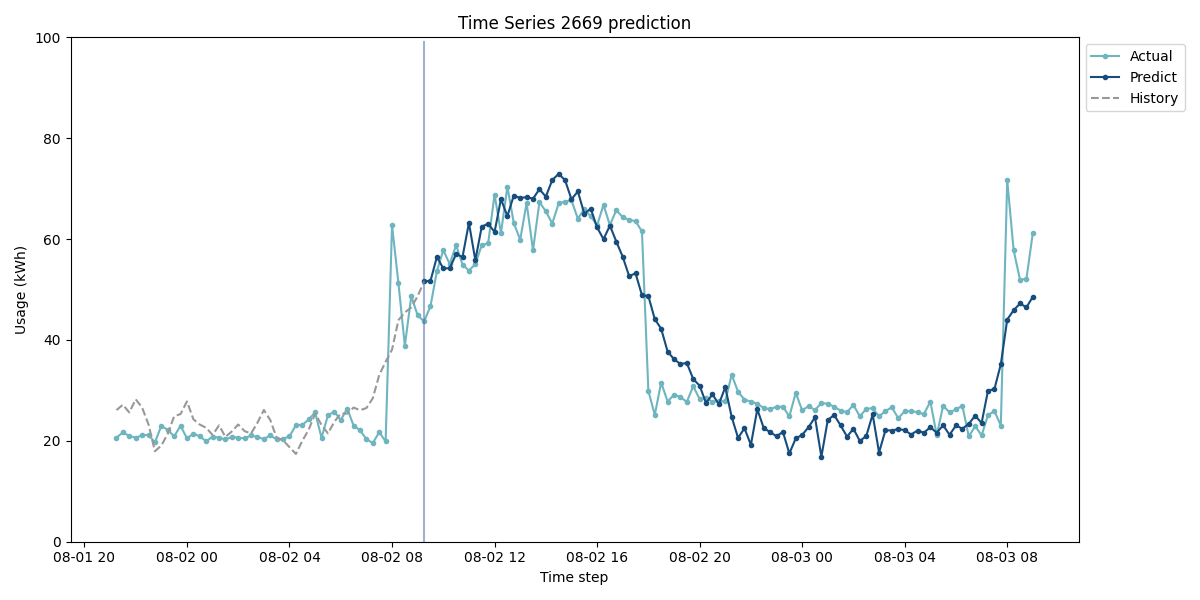 Time Series 2669 prediction
100
80
60
40
20
0
Usage (kWh)
08-01 20
08-02 00
08-02 04
08-02 08
08-02 12
08-02 16
08-02 20
08-03 00
08-03 04
08-03 08
Time step
Actual
Predict
History